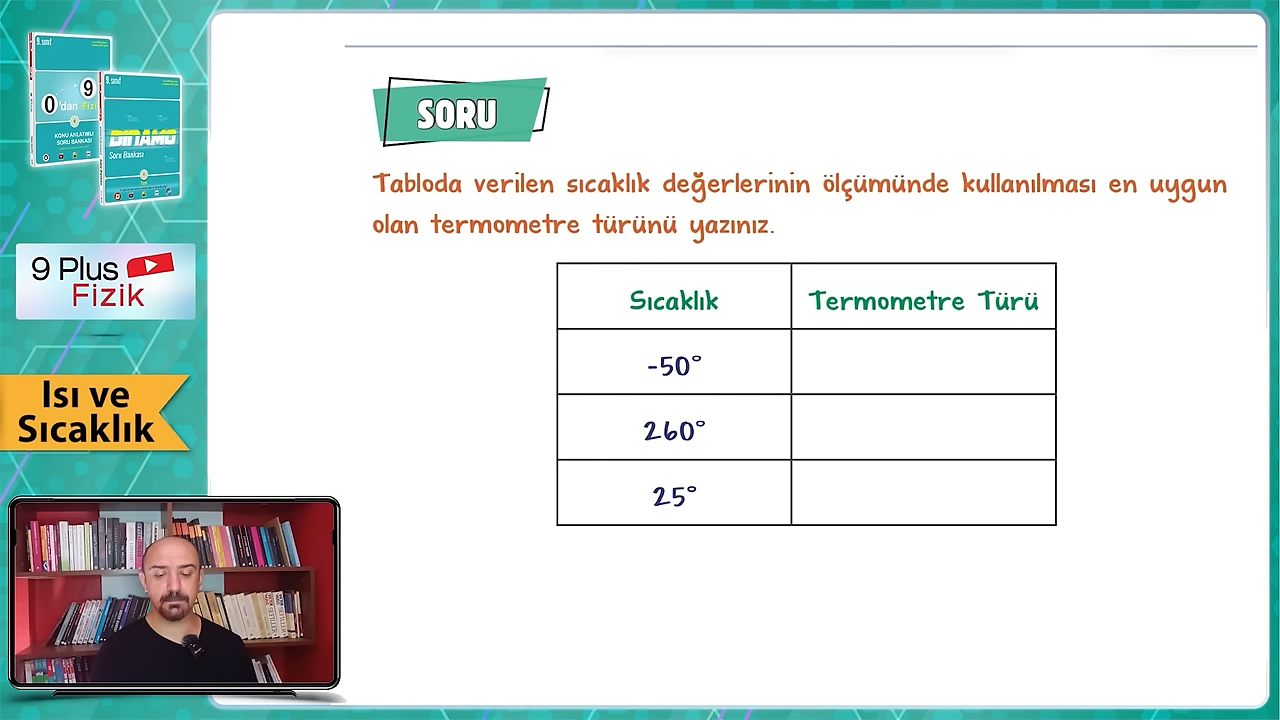 9.sınıf
9.sınıf
0'dan 9
KONU ANLATIMLI
SORU BANKASI
DİNAMO
Soru Bankası
9 Plus
Fizik
Isı ve
Sıcaklık
SORU
Tabloda verilen sıcaklık değerlerinin ölçümünde kullanılması en uygun
olan termometre türünü yazınız.
Sıcaklık Termometre Türü
-50°
260°
25°